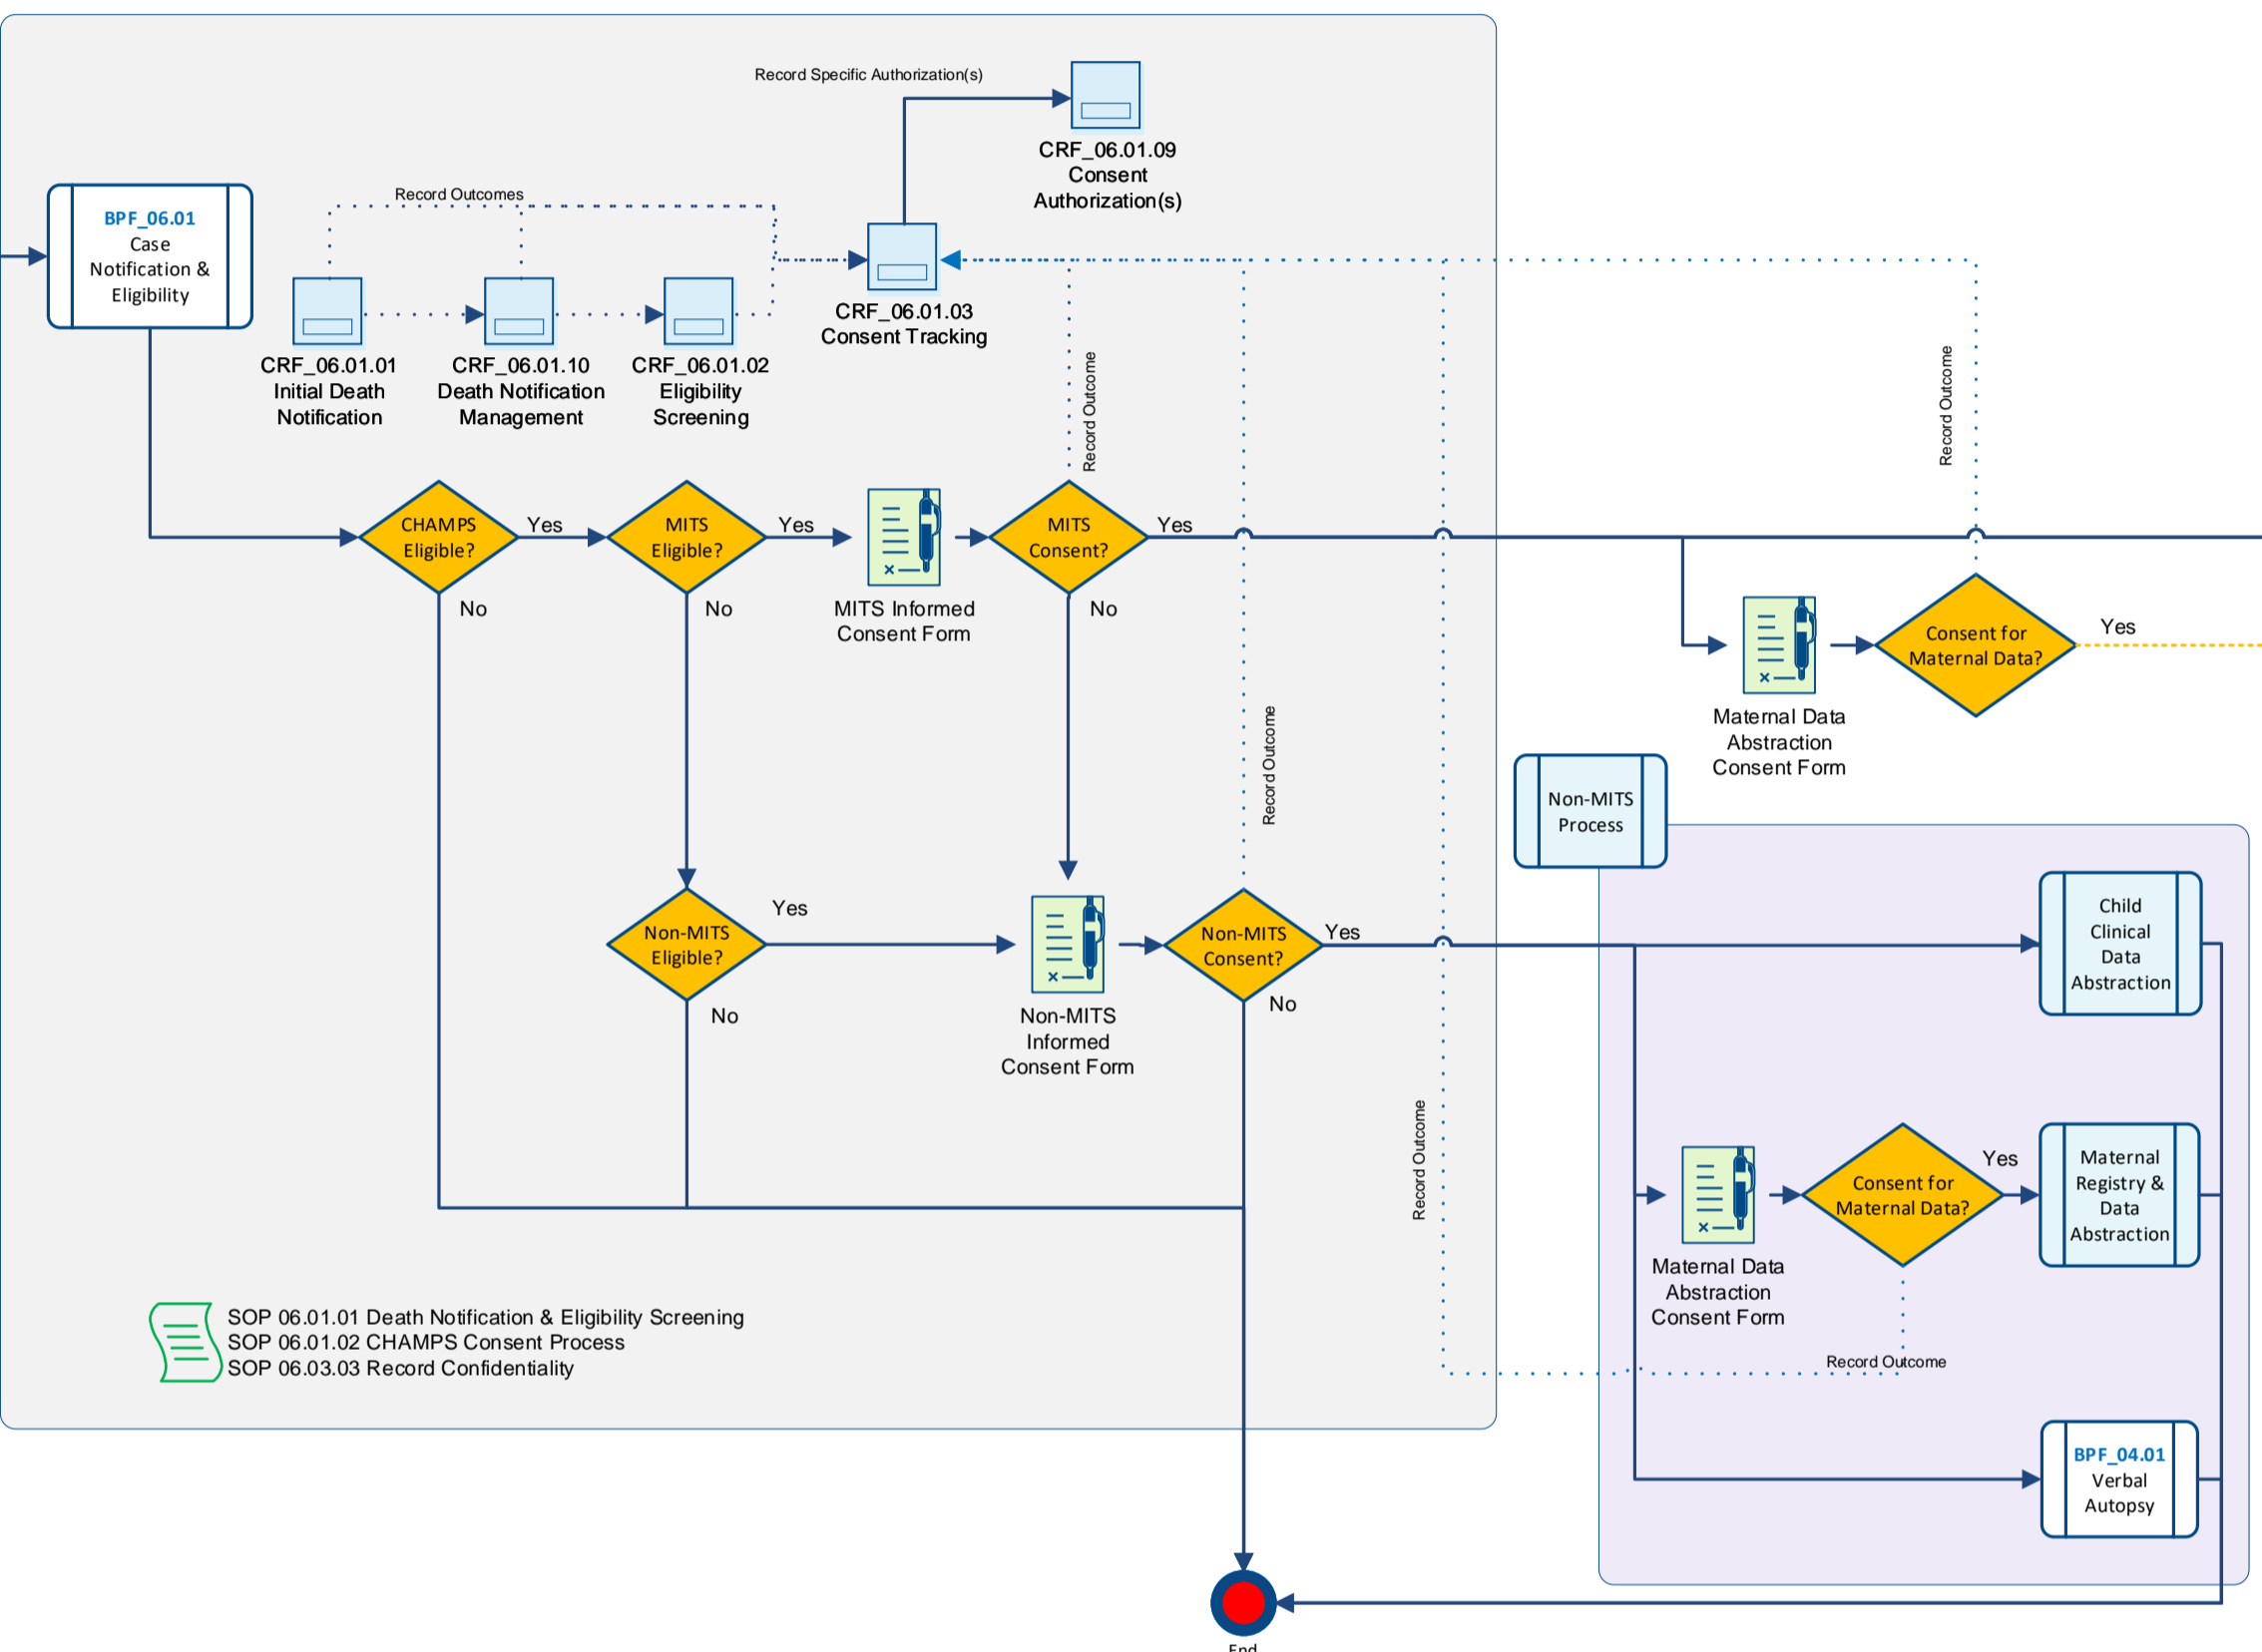 Record Specific Authorization(s)
CRF_06.01.09
Consent
Authorization(s)
BPF_06.01
Case
Notification &
Eligibility
Record Outcomes
CRF_06.01.01
Initial Death
Notification
CRF_06.01.10
Death Notification
Management
CRF_06.01.02
Eligibility
Screening
CRF_06.01.03
Consent Tracking
Record Outcome
Record Outcome
CHAMPS
Eligible?
Yes
No
MITS
Eligible?
Yes
No
MITS Informed
Consent Form
MITS
Consent?
Yes
No
Maternal Data
Abstraction
Consent Form
Consent for
Maternal Data?
Yes
Record Outcome
Non-MITS
Process
Non-MITS
Eligible?
Yes
No
Non-MITS
Informed
Consent Form
Non-MITS
Consent?
Yes
No
Child
Clinical
Data
Abstraction
Record Outcome
Maternal Data
Abstraction
Consent Form
Consent for
Maternal Data?
Yes
Maternal
Registry &
Data
Abstraction
Record Outcome
SOP 06.01.01 Death Notification & Eligibility Screening
SOP 06.01.02 CHAMPS Consent Process
SOP 06.03.03 Record Confidentiality
BPF_04.01
Verbal
Autopsy
End